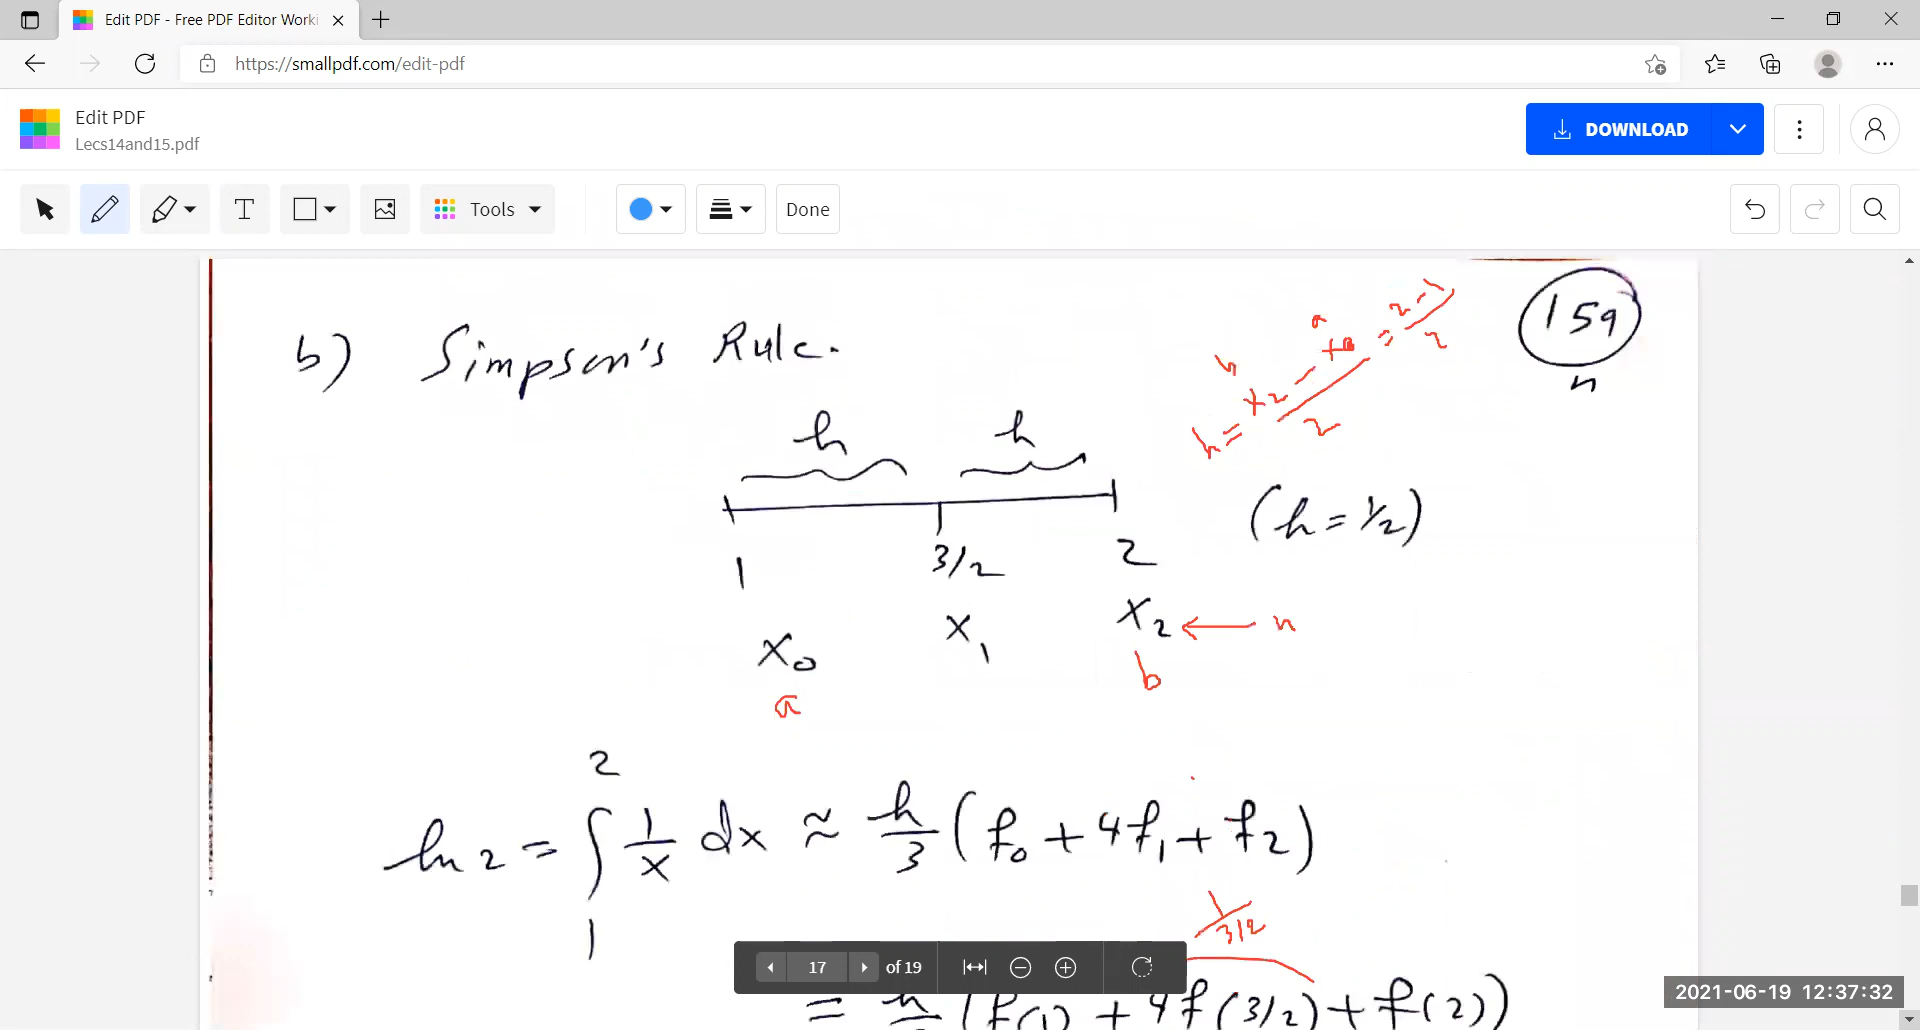 Edit PDF - Free PDF Editor Worki
https://smallpdf.com/edit-pdf
Edit PDF
Lecs14and15.pdf
DOWNLOAD
T Tools Done
b) Simpson's Rule.
159
h = (x2 - x0)/2 = (2-1)/2
h h
(h = 1/2)
1 3/2 2
x0 x1 x2 ← n
a b
ln 2 = ∫₁² 1/x dx ≈ h/3 (f0 + 4f1 + f2)
1/3/2
17 of 19
= (f(1) + 4f(3/2) + f(2))
2021-06-19 12:37:32